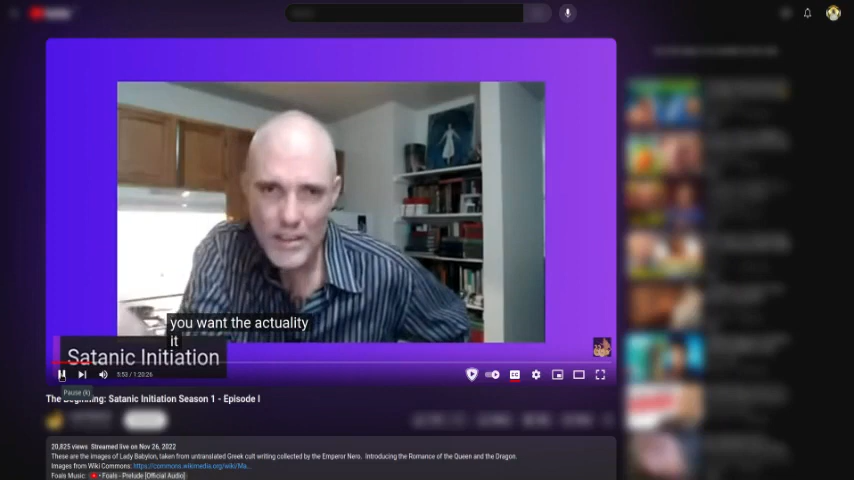 you want the actuality
it
Satanic Initiation
5:53 / 1:20:26
Pause (k)
The Beginning: Satanic Initiation Season 1 - Episode I
20,825 views Streamed live on Nov 26, 2022
These are the images of Lady Babylon, taken from untranslated Greek cult writing collected by the Emperor Nero. Introducing the Romance of the Queen and the Dragon.
Images from Wiki Commons: https://commons.wikimedia.org/wiki/Ma...
Foals Music: • Foals - Prelude [Official Audio]